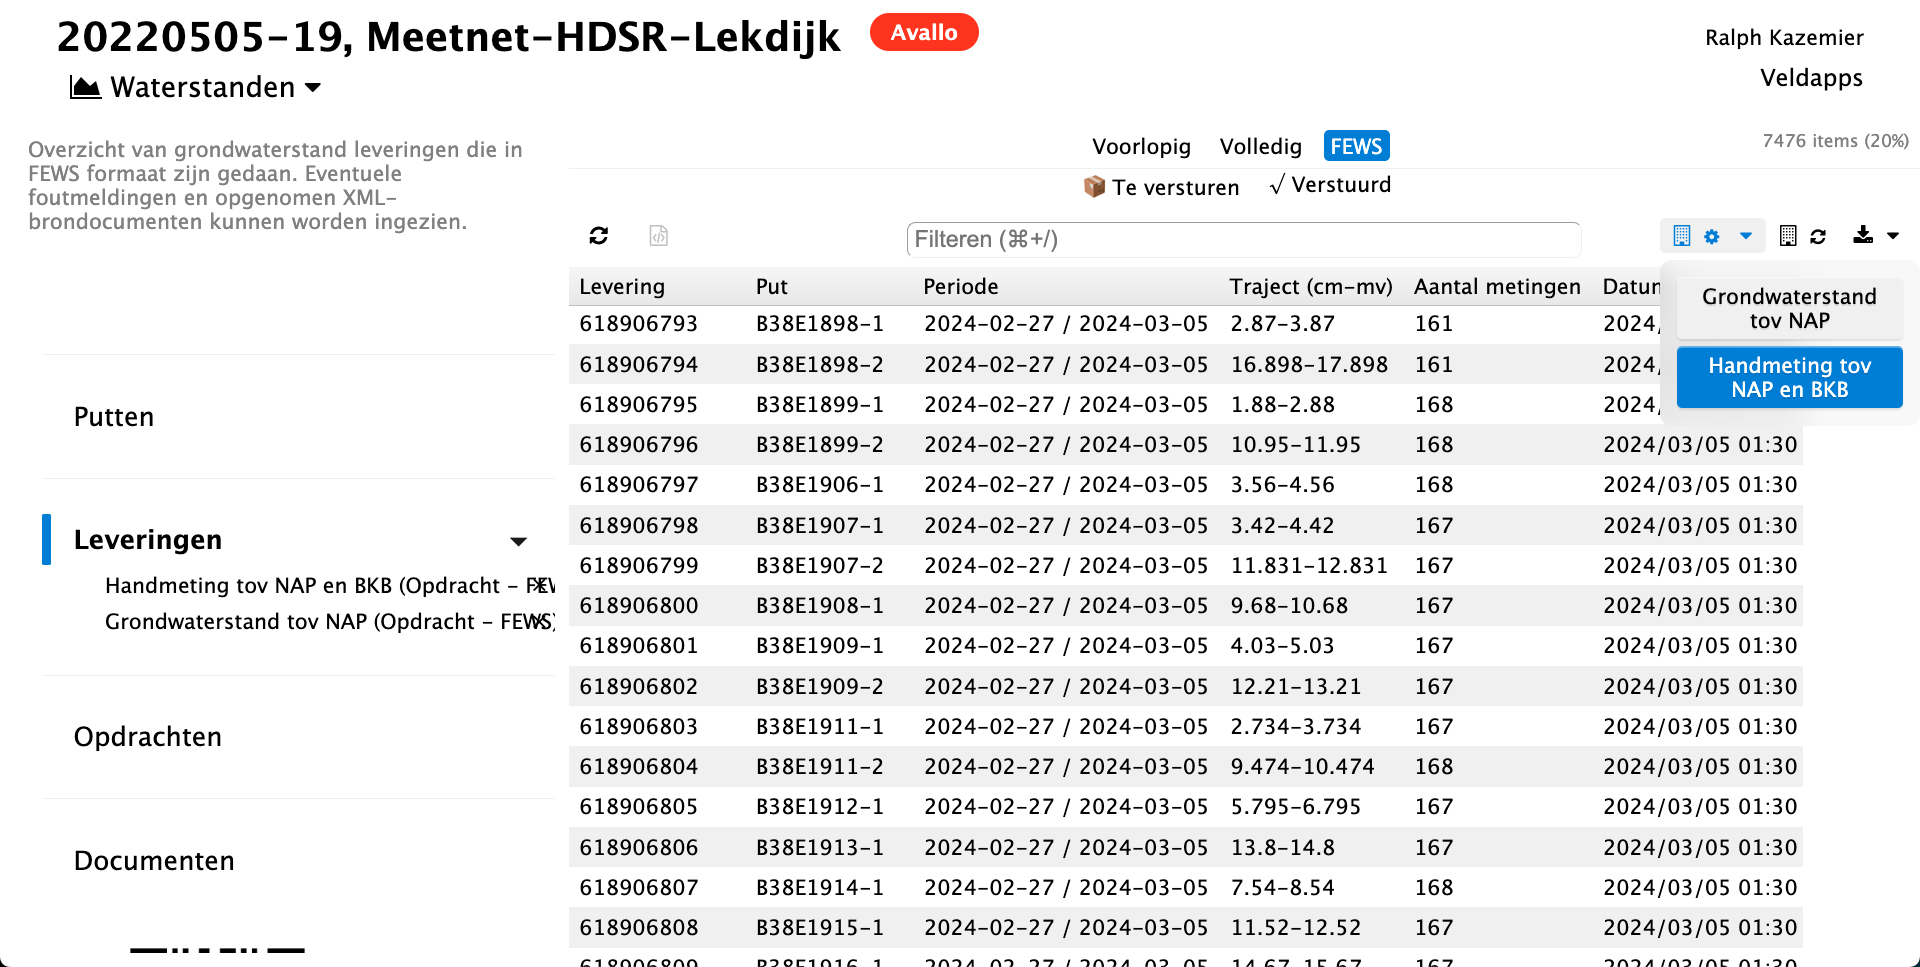 20220505-19, Meetnet-HDSR-Lekdijk Avallo
Ralph Kazemier
Waterstanden
Veldapps
Overzicht van grondwaterstand leveringen die in
FEWS formaat zijn gedaan. Eventuele
foutmeldingen en opgenomen XML-
brondocumenten kunnen worden ingezien.
Putten
Leveringen
Handmeting tov NAP en BKB (Opdracht - FEW
Grondwaterstand tov NAP (Opdracht - FEWS)
Opdrachten
Documenten
Voorlopig Volledig FEWS
7476 items (20%)
Te versturen √ Verstuurd
Filteren (⌘+/)
Grondwaterstand
tov NAP
Handmeting tov
NAP en BKB
Levering Put Periode Traject (cm-mv) Aantal metingen Datum
618906793 B38E1898-1 2024-02-27 / 2024-03-05 2.87-3.87 161 2024/
618906794 B38E1898-2 2024-02-27 / 2024-03-05 16.898-17.898 161 2024/
618906795 B38E1899-1 2024-02-27 / 2024-03-05 1.88-2.88 168 2024/
618906796 B38E1899-2 2024-02-27 / 2024-03-05 10.95-11.95 168 2024/03/05 01:30
618906797 B38E1906-1 2024-02-27 / 2024-03-05 3.56-4.56 168 2024/03/05 01:30
618906798 B38E1907-1 2024-02-27 / 2024-03-05 3.42-4.42 167 2024/03/05 01:30
618906799 B38E1907-2 2024-02-27 / 2024-03-05 11.831-12.831 167 2024/03/05 01:30
618906800 B38E1908-1 2024-02-27 / 2024-03-05 9.68-10.68 167 2024/03/05 01:30
618906801 B38E1909-1 2024-02-27 / 2024-03-05 4.03-5.03 167 2024/03/05 01:30
618906802 B38E1909-2 2024-02-27 / 2024-03-05 12.21-13.21 167 2024/03/05 01:30
618906803 B38E1911-1 2024-02-27 / 2024-03-05 2.734-3.734 167 2024/03/05 01:30
618906804 B38E1911-2 2024-02-27 / 2024-03-05 9.474-10.474 168 2024/03/05 01:30
618906805 B38E1912-1 2024-02-27 / 2024-03-05 5.795-6.795 167 2024/03/05 01:30
618906806 B38E1913-1 2024-02-27 / 2024-03-05 13.8-14.8 167 2024/03/05 01:30
618906807 B38E1914-1 2024-02-27 / 2024-03-05 7.54-8.54 168 2024/03/05 01:30
618906808 B38E1915-1 2024-02-27 / 2024-03-05 11.52-12.52 167 2024/03/05 01:30
618906809 B38E1916-1 2024-02-27 / 2024-03-05 14.67-15.67 167 2024/03/05 01:30